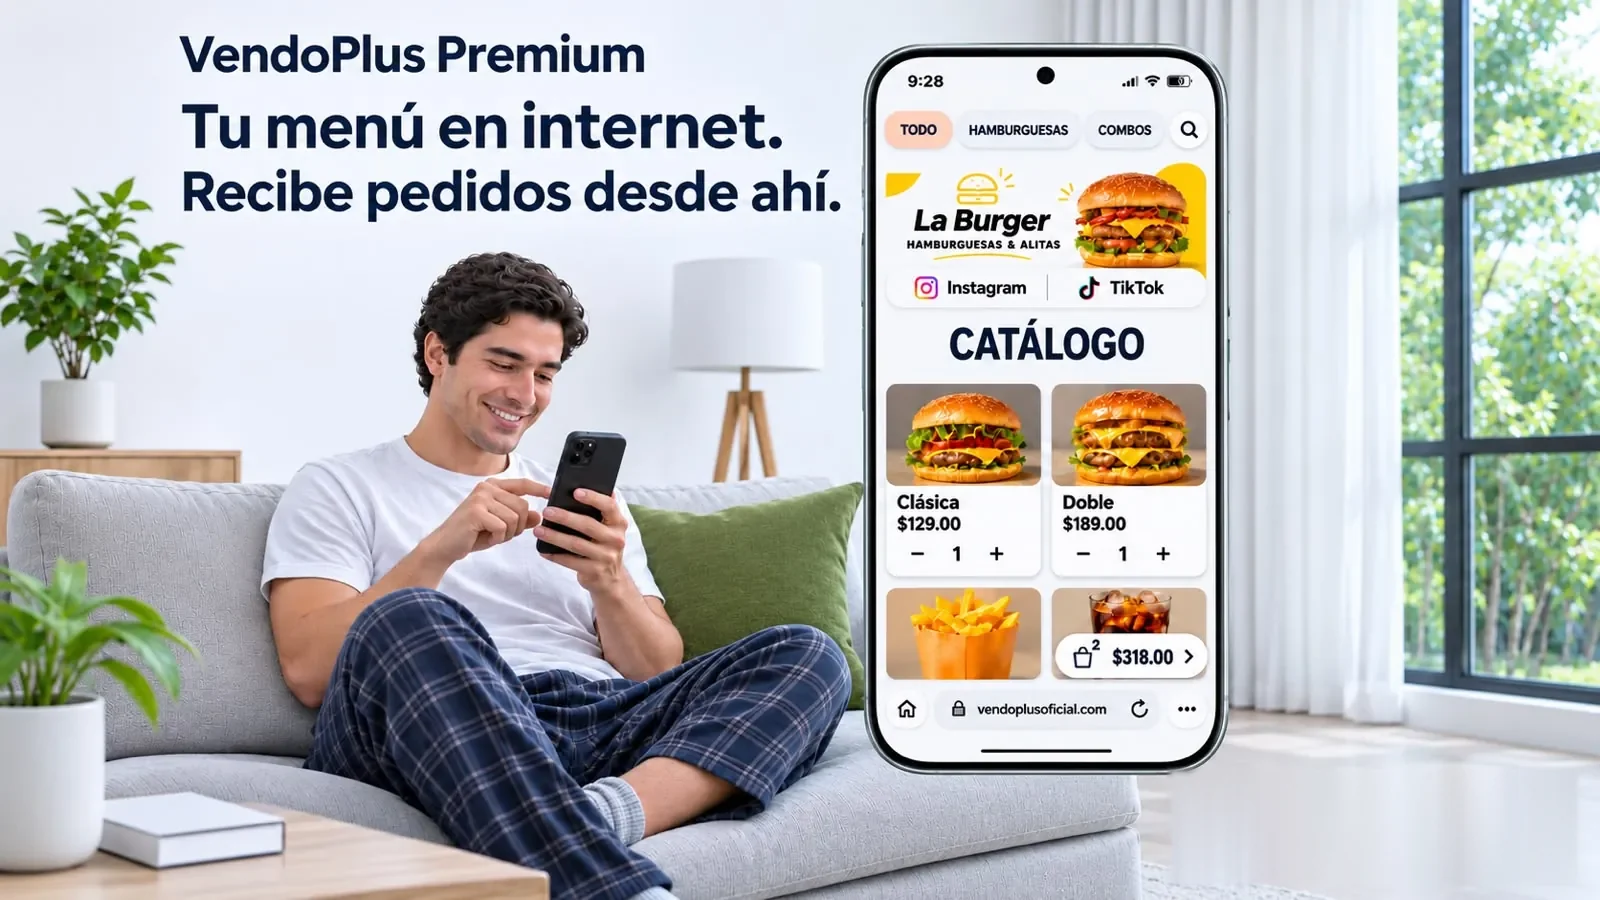 VendoPlus Premium
Tu menú en internet.
Recibe pedidos desde ahí.
9:28
TODO
HAMBURGUESAS
COMBOS
La Burger
HAMBURGUESAS & ALITAS
Instagram
TikTok
CATÁLOGO
Clásica
$129.00
− 1 +
Doble
$189.00
− 1 +
2
$318.00
vendoplusoficial.com